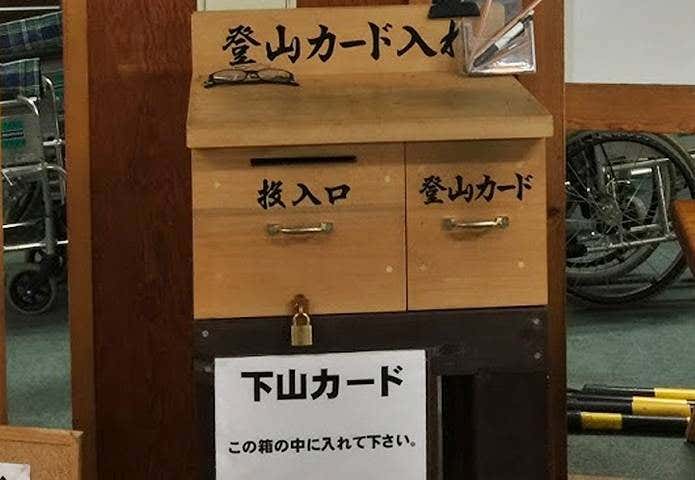 登山カード入れ
投入口
登山カード
下山カード
この箱の中に入れて下さい。